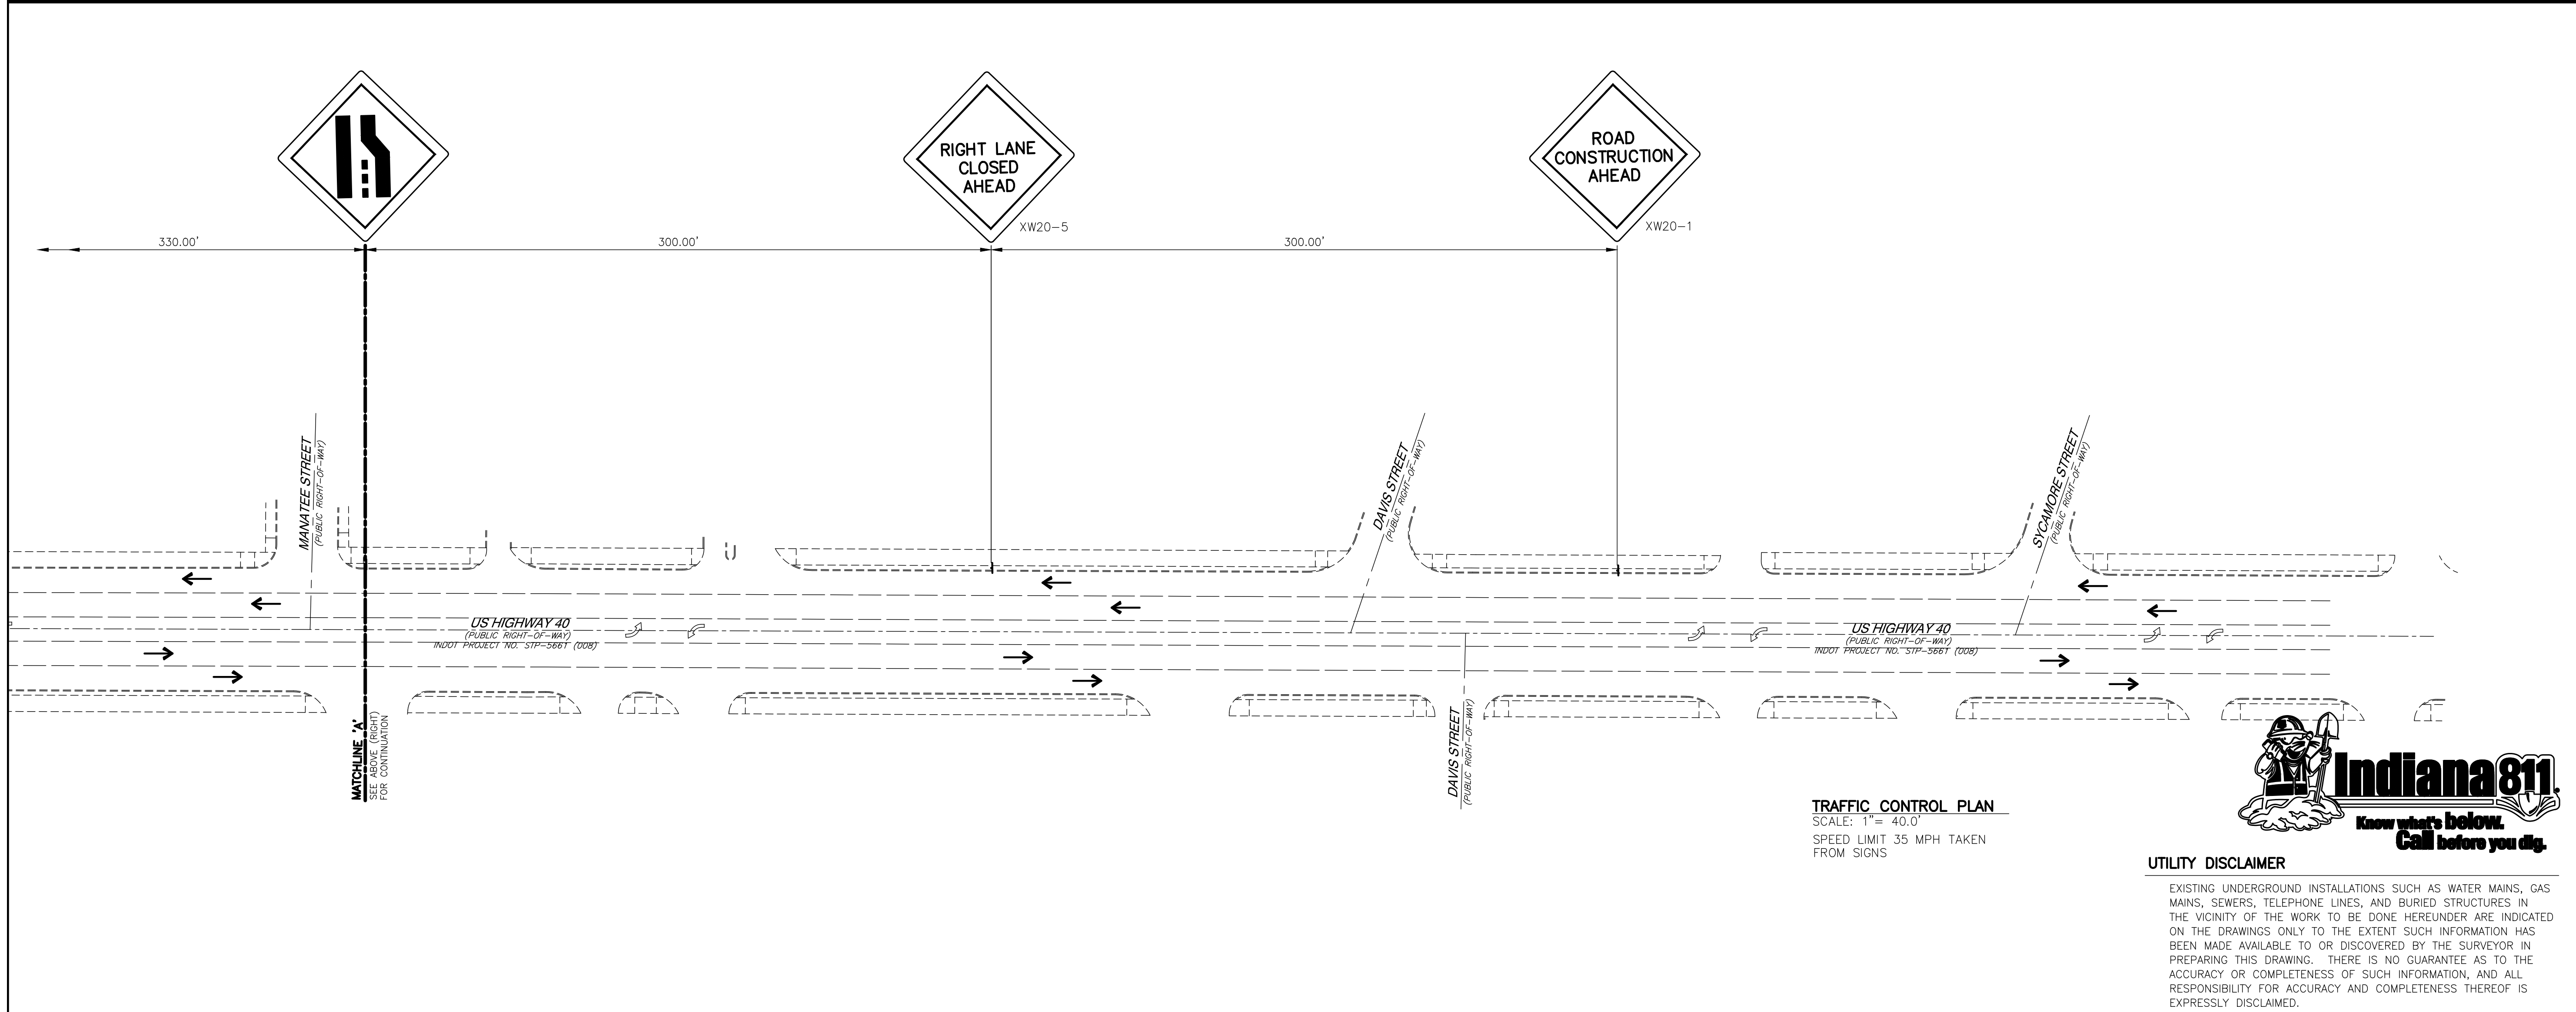 RIGHT LANE
CLOSED
AHEAD
XW20-5
ROAD
CONSTRUCTION
AHEAD
XW20-1
330.00'
300.00'
300.00'
MANATEE STREET
(PUBLIC RIGHT-OF-WAY)
DAVIS STREET
(PUBLIC RIGHT-OF-WAY)
SYCAMORE STREET
(PUBLIC RIGHT-OF-WAY)
US HIGHWAY 40
(PUBLIC RIGHT-OF-WAY)
INDOT PROJECT NO. STP-566T (008)
US HIGHWAY 40
(PUBLIC RIGHT-OF-WAY)
INDOT PROJECT NO. STP-566T (008)
MATCHLINE 'A'
SEE ABOVE (RIGHT)
FOR CONTINUATION
DAVIS STREET
(PUBLIC RIGHT-OF-WAY)
TRAFFIC CONTROL PLAN
SCALE: 1"= 40.0'
SPEED LIMIT 35 MPH TAKEN
FROM SIGNS
Indiana 811®
Know what's below.
Call before you dig.
UTILITY DISCLAIMER
EXISTING UNDERGROUND INSTALLATIONS SUCH AS WATER MAINS, GAS
MAINS, SEWERS, TELEPHONE LINES, AND BURIED STRUCTURES IN
THE VICINITY OF THE WORK TO BE DONE HEREUNDER ARE INDICATED
ON THE DRAWINGS ONLY TO THE EXTENT SUCH INFORMATION HAS
BEEN MADE AVAILABLE TO OR DISCOVERED BY THE SURVEYOR IN
PREPARING THIS DRAWING. THERE IS NO GUARANTEE AS TO THE
ACCURACY OR COMPLETENESS OF SUCH INFORMATION, AND ALL
RESPONSIBILITY FOR ACCURACY AND COMPLETENESS THEREOF IS
EXPRESSLY DISCLAIMED.